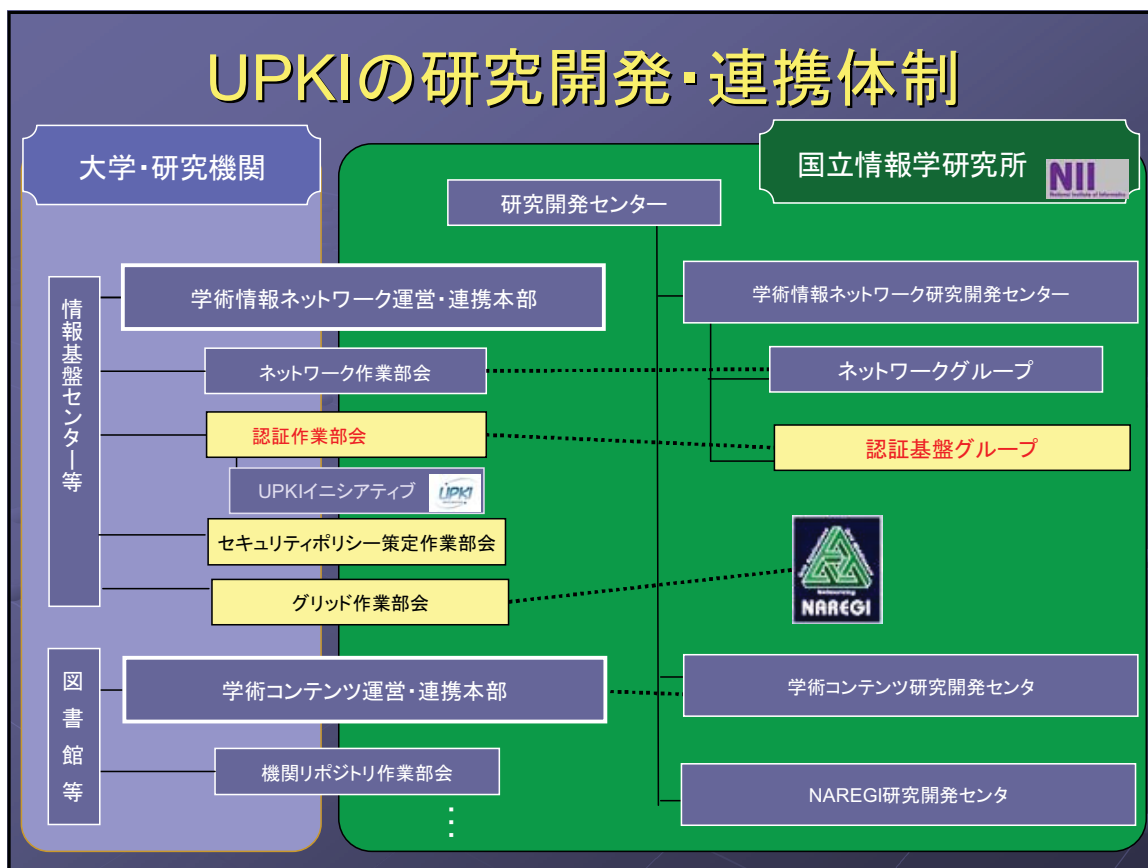 UPKIの研究開発・連携体制
大学・研究機関
国立情報学研究所
NII
National Institute of Informatics
研究開発センター
情報基盤センター等
学術情報ネットワーク運営・連携本部
学術情報ネットワーク研究開発センター
ネットワーク作業部会
ネットワークグループ
認証作業部会
認証基盤グループ
UPKIイニシアティブ
UPKI
セキュリティポリシー策定作業部会
グリッド作業部会
NAREGI
図書館等
学術コンテンツ運営・連携本部
学術コンテンツ研究開発センタ
機関リポジトリ作業部会
NAREGI研究開発センタ
⋮